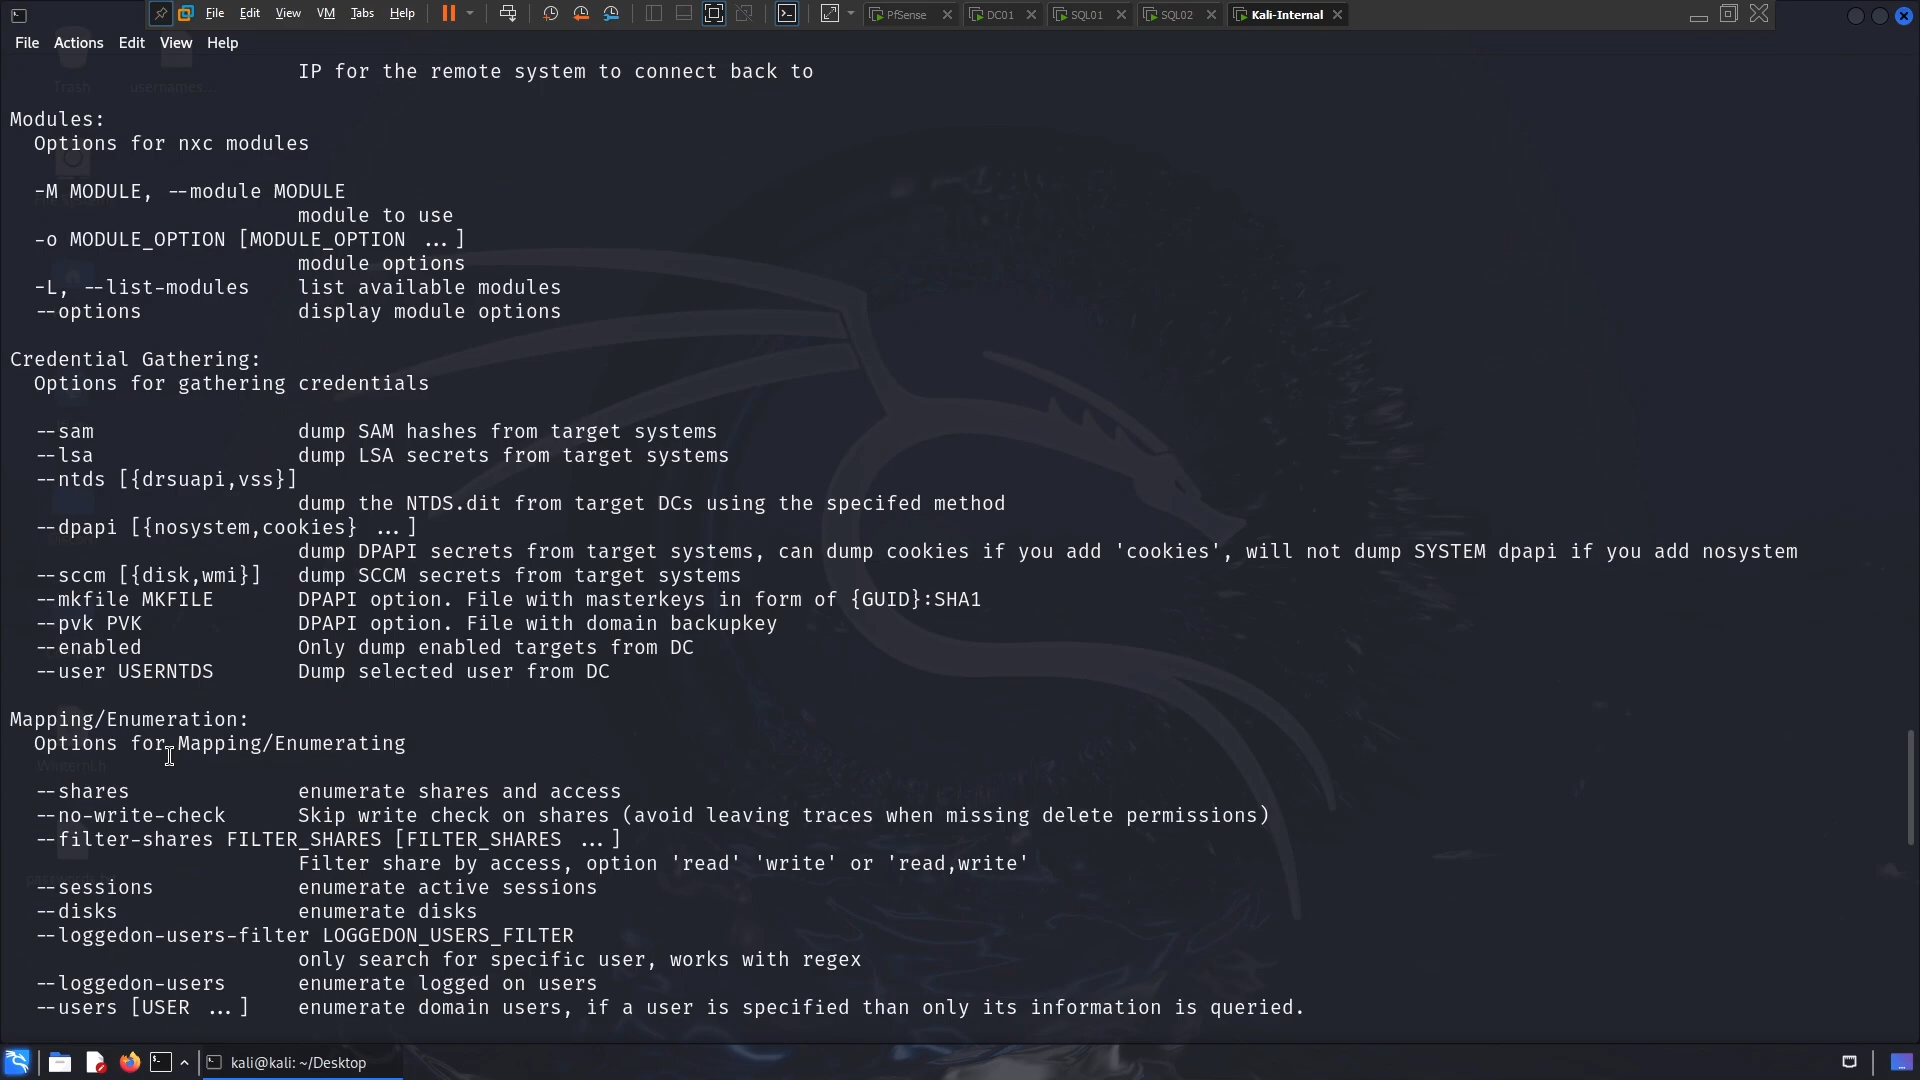 File Edit View VM Tabs Help PfSense DC01 SQL01 SQL02 Kali-Internal
File Actions Edit View Help
Trash usernames...
IP for the remote system to connect back to
Modules:
Options for nxc modules
-M MODULE, --module MODULE
module to use
-o MODULE_OPTION [MODULE_OPTION ...]
module options
-L, --list-modules list available modules
--options display module options
Credential Gathering:
Options for gathering credentials
--sam dump SAM hashes from target systems
--lsa dump LSA secrets from target systems
--ntds [{drsuapi,vss}]
dump the NTDS.dit from target DCs using the specifed method
--dpapi [{nosystem,cookies} ...]
dump DPAPI secrets from target systems, can dump cookies if you add 'cookies', will not dump SYSTEM dpapi if you add nosystem
--sccm [{disk,wmi}] dump SCCM secrets from target systems
--mkfile MKFILE DPAPI option. File with masterkeys in form of {GUID}:SHA1
--pvk PVK DPAPI option. File with domain backupkey
--enabled Only dump enabled targets from DC
--user USERNTDS Dump selected user from DC
Mapping/Enumeration:
Options for Mapping/Enumerating
--shares enumerate shares and access
--no-write-check Skip write check on shares (avoid leaving traces when missing delete permissions)
--filter-shares FILTER_SHARES [FILTER_SHARES ...]
Filter share by access, option 'read' 'write' or 'read,write'
--sessions enumerate active sessions
--disks enumerate disks
--loggedon-users-filter LOGGEDON_USERS_FILTER
only search for specific user, works with regex
--loggedon-users enumerate logged on users
--users [USER ...] enumerate domain users, if a user is specified than only its information is queried.
kali@kali: ~/Desktop